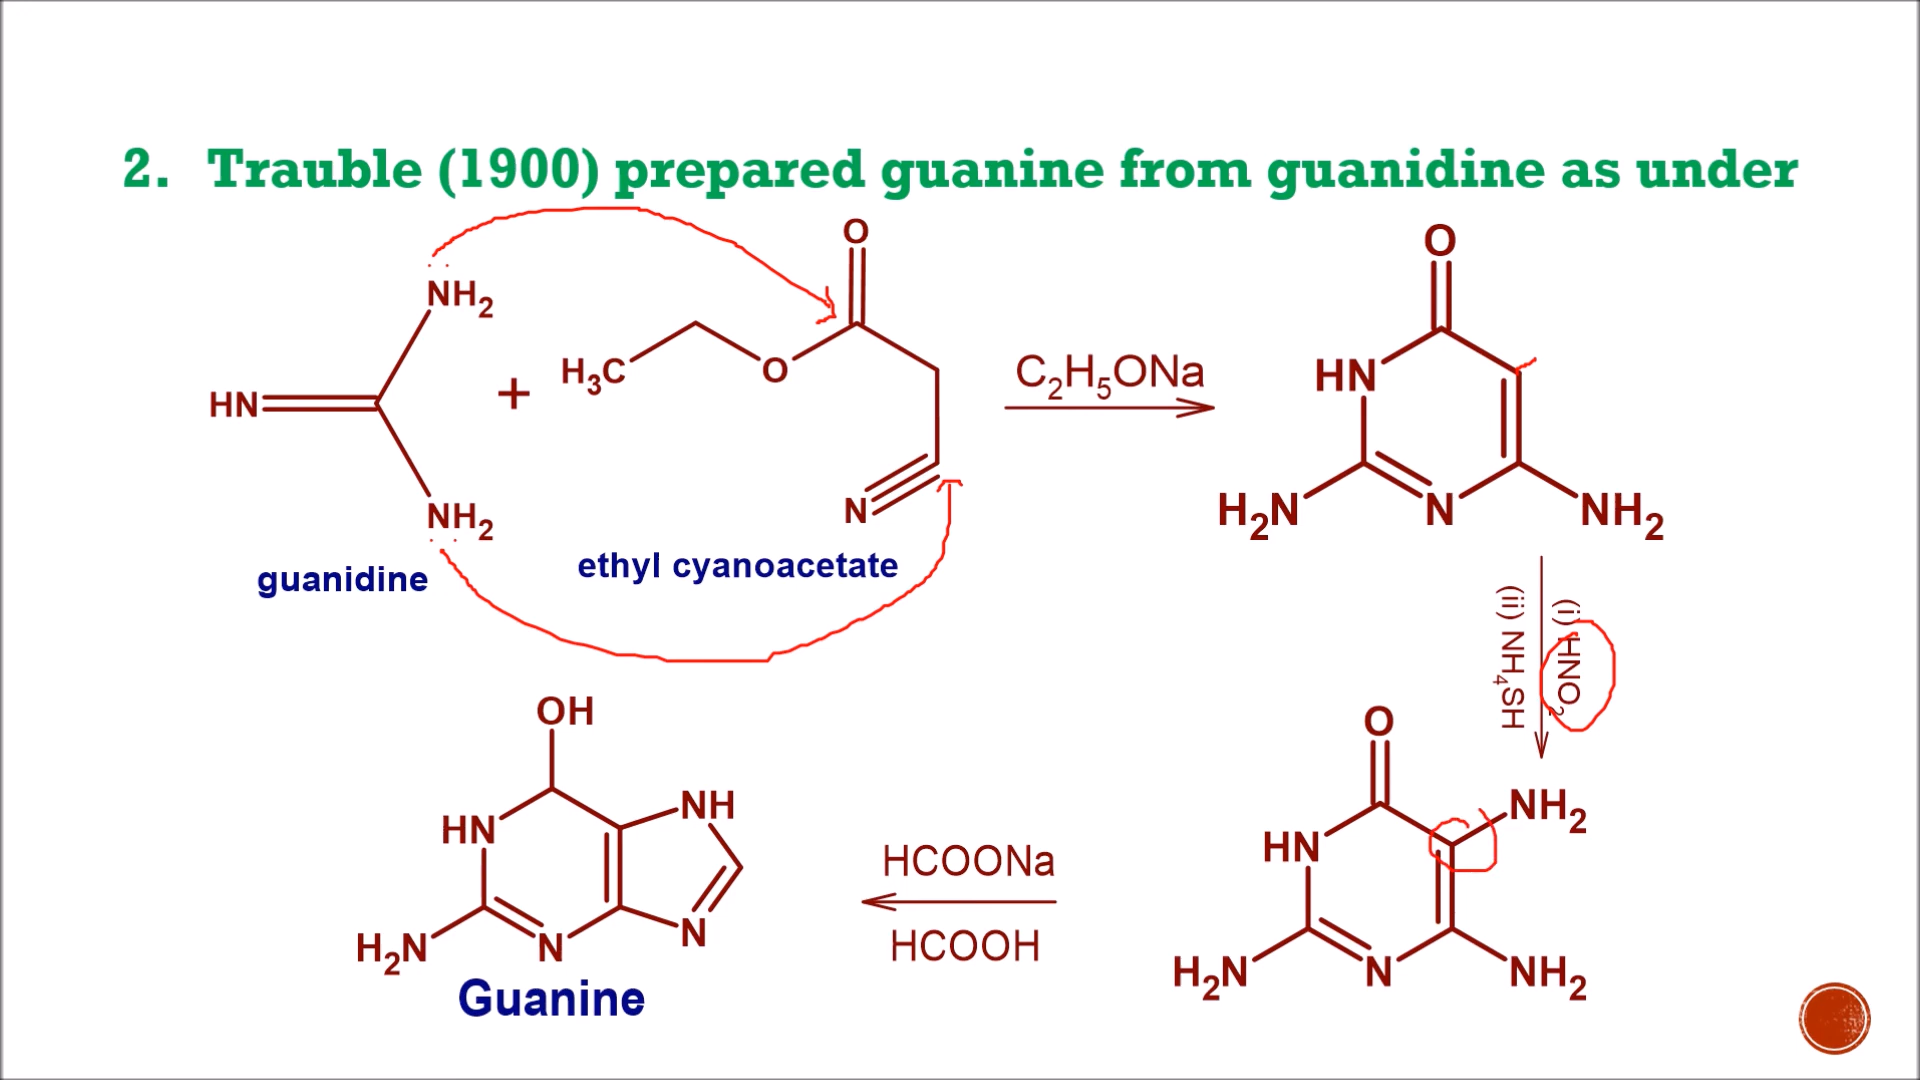 2. Trauble (1900) prepared guanine from guanidine as under
NH2
HN
NH2
guanidine
+
O
H3C
O
N
ethyl cyanoacetate
C2H5ONa
O
HN
H2N
N
NH2
(i) HNO2
(ii) NH4SH
O
HN
NH2
H2N
N
NH2
HCOONa
HCOOH
OH
HN
NH
H2N
N
N
Guanine